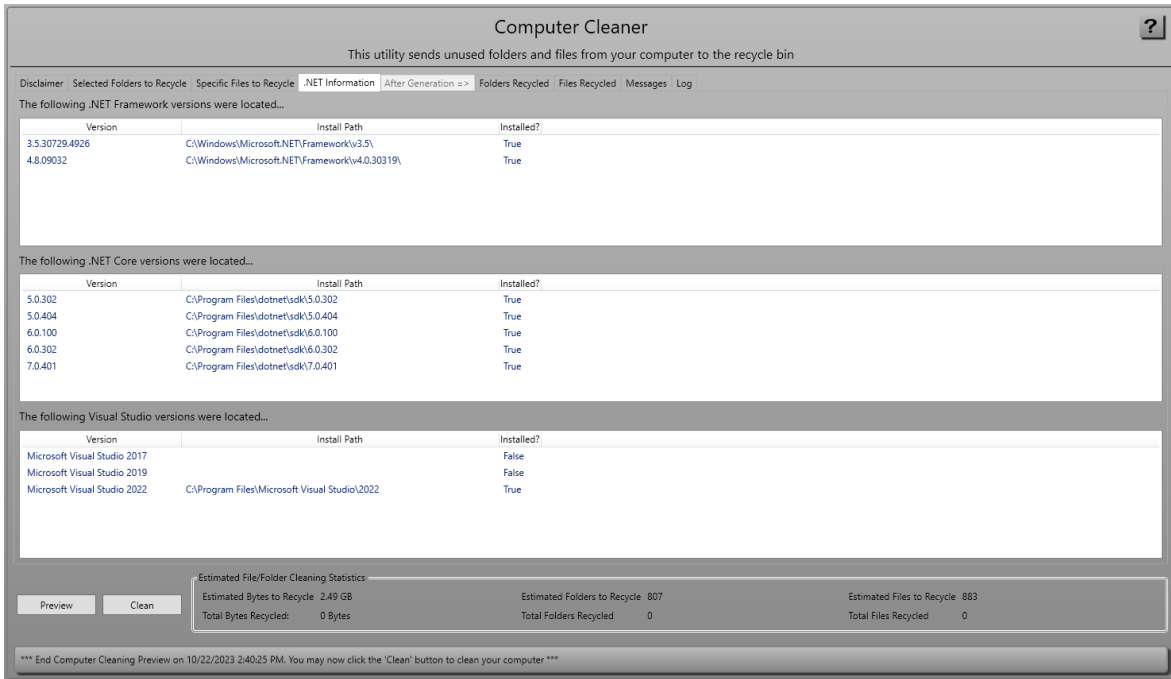 Computer Cleaner
?
This utility sends unused folders and files from your computer to the recycle bin
Disclaimer Selected Folders to Recycle Specific Files to Recycle .NET Information After Generation => Folders Recycled Files Recycled Messages Log
The following .NET Framework versions were located...
Version Install Path Installed?
3.5.30729.4926 C:\Windows\Microsoft.NET\Framework\v3.5\ True
4.8.09032 C:\Windows\Microsoft.NET\Framework\v4.0.30319\ True
The following .NET Core versions were located...
Version Install Path Installed?
5.0.302 C:\Program Files\dotnet\sdk\5.0.302 True
5.0.404 C:\Program Files\dotnet\sdk\5.0.404 True
6.0.100 C:\Program Files\dotnet\sdk\6.0.100 True
6.0.302 C:\Program Files\dotnet\sdk\6.0.302 True
7.0.401 C:\Program Files\dotnet\sdk\7.0.401 True
The following Visual Studio versions were located...
Version Install Path Installed?
Microsoft Visual Studio 2017 False
Microsoft Visual Studio 2019 False
Microsoft Visual Studio 2022 C:\Program Files\Microsoft Visual Studio\2022 True
Estimated File/Folder Cleaning Statistics
Preview Clean
Estimated Bytes to Recycle 2.49 GB Estimated Folders to Recycle 807 Estimated Files to Recycle 883
Total Bytes Recycled: 0 Bytes Total Folders Recycled 0 Total Files Recycled 0
*** End Computer Cleaning Preview on 10/22/2023 2:40:25 PM. You may now click the 'Clean' button to clean your computer ***